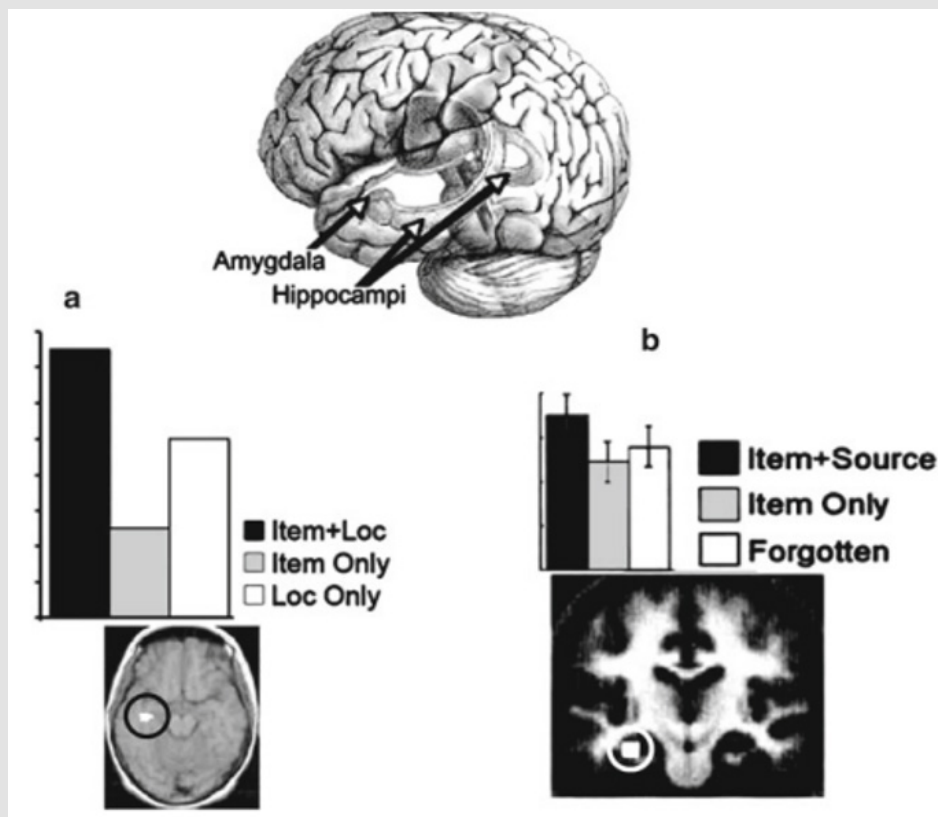 Amygdala
Hippocampi
a
b
Item+Loc
Item Only
Loc Only
Item+Source
Item Only
Forgotten